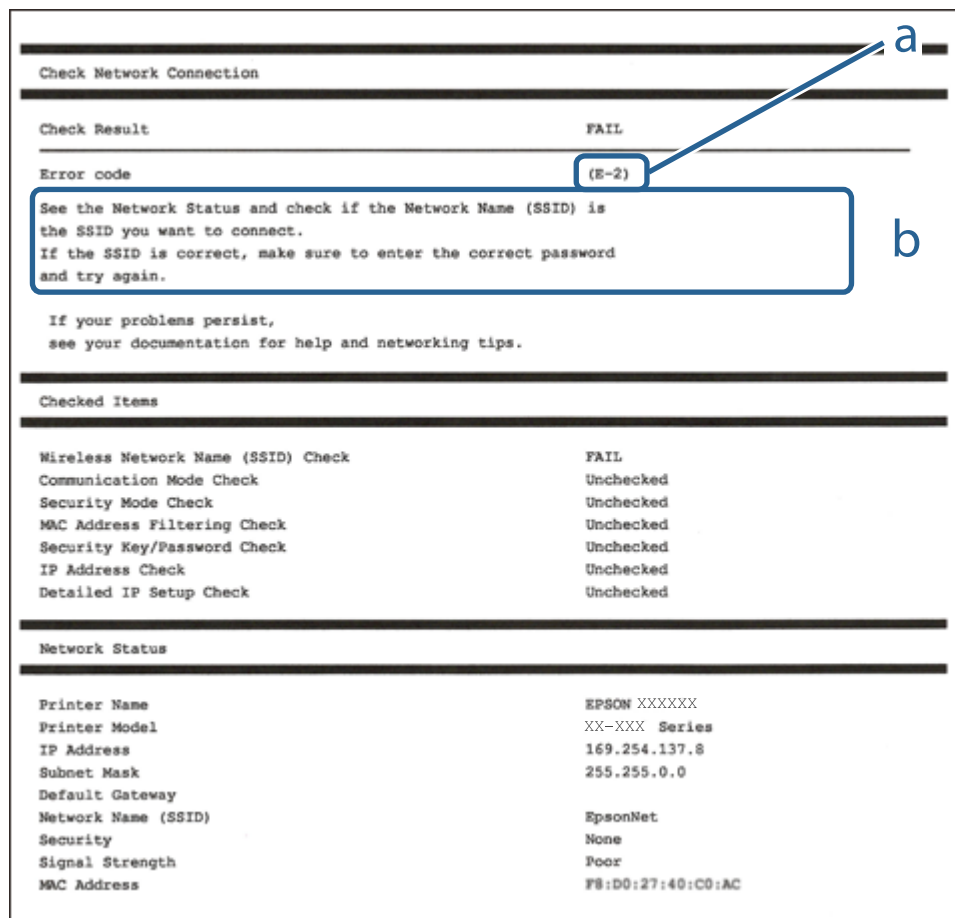 a
Check Network Connection
Check Result FAIL
Error code (E-2)
See the Network Status and check if the Network Name (SSID) is
the SSID you want to connect.
If the SSID is correct, make sure to enter the correct password
and try again.
b
If your problems persist,
see your documentation for help and networking tips.
Checked Items
Wireless Network Name (SSID) Check FAIL
Communication Mode Check Unchecked
Security Mode Check Unchecked
MAC Address Filtering Check Unchecked
Security Key/Password Check Unchecked
IP Address Check Unchecked
Detailed IP Setup Check Unchecked
Network Status
Printer Name EPSON XXXXXX
Printer Model XX-XXX Series
IP Address 169.254.137.8
Subnet Mask 255.255.0.0
Default Gateway
Network Name (SSID) EpsonNet
Security None
Signal Strength Poor
MAC Address F8:D0:27:40:C0:AC